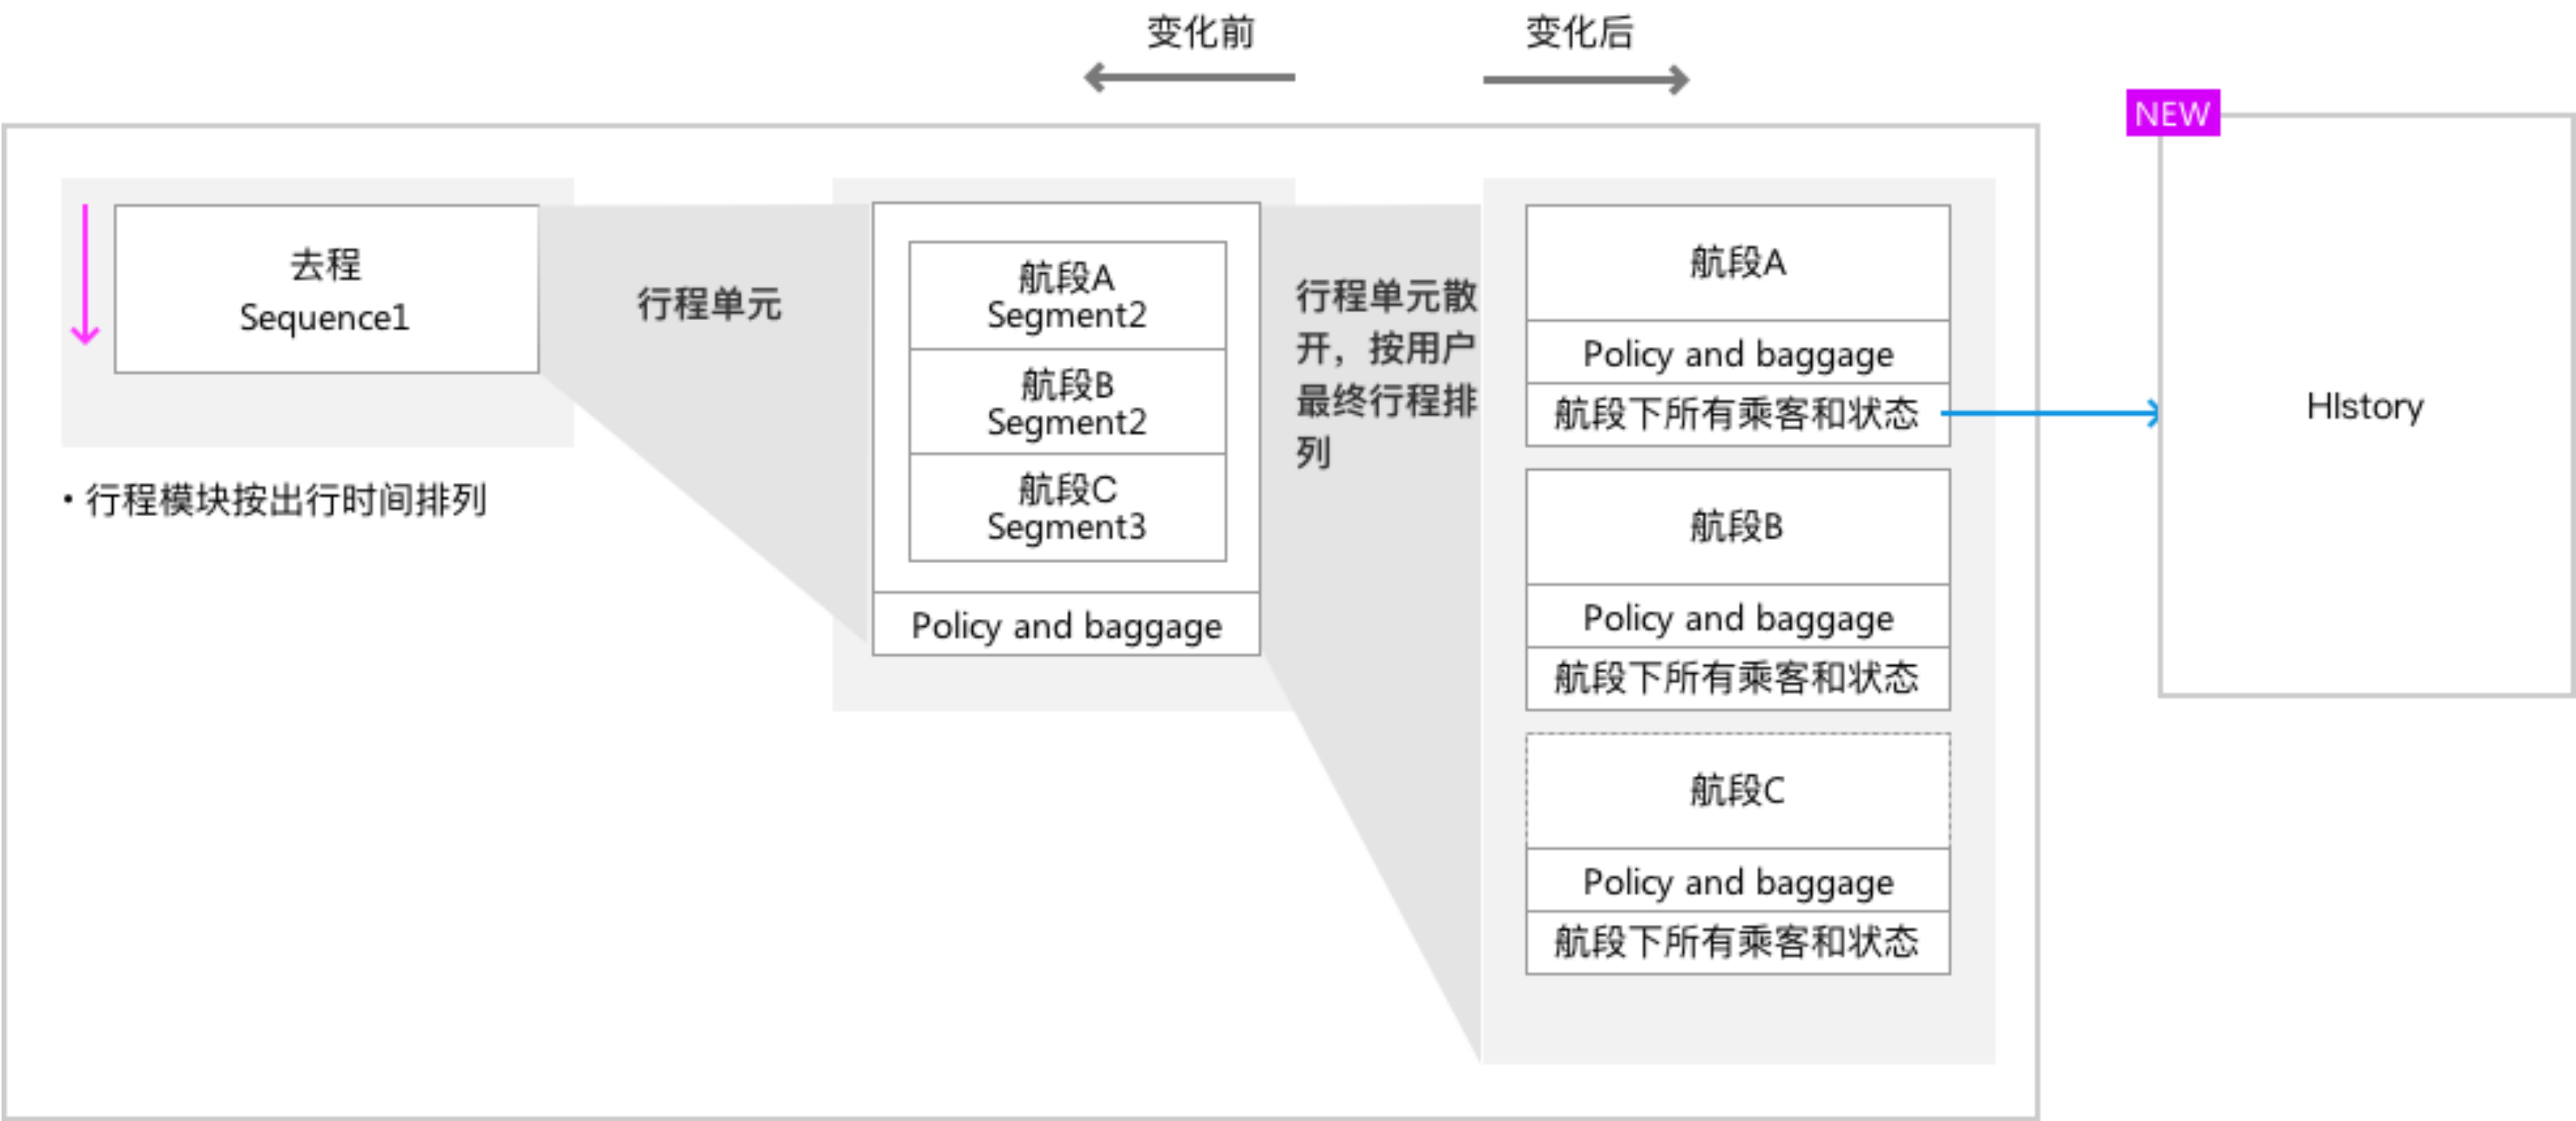 变化前
变化后
NEW
去程
Sequence1
• 行程模块按出行时间排列
行程单元
航段A
Segment2
航段B
Segment2
航段C
Segment3
Policy and baggage
行程单元散
开，按用户
最终行程排
列
航段A
Policy and baggage
航段下所有乘客和状态
航段B
Policy and baggage
航段下所有乘客和状态
航段C
Policy and baggage
航段下所有乘客和状态
HIstory